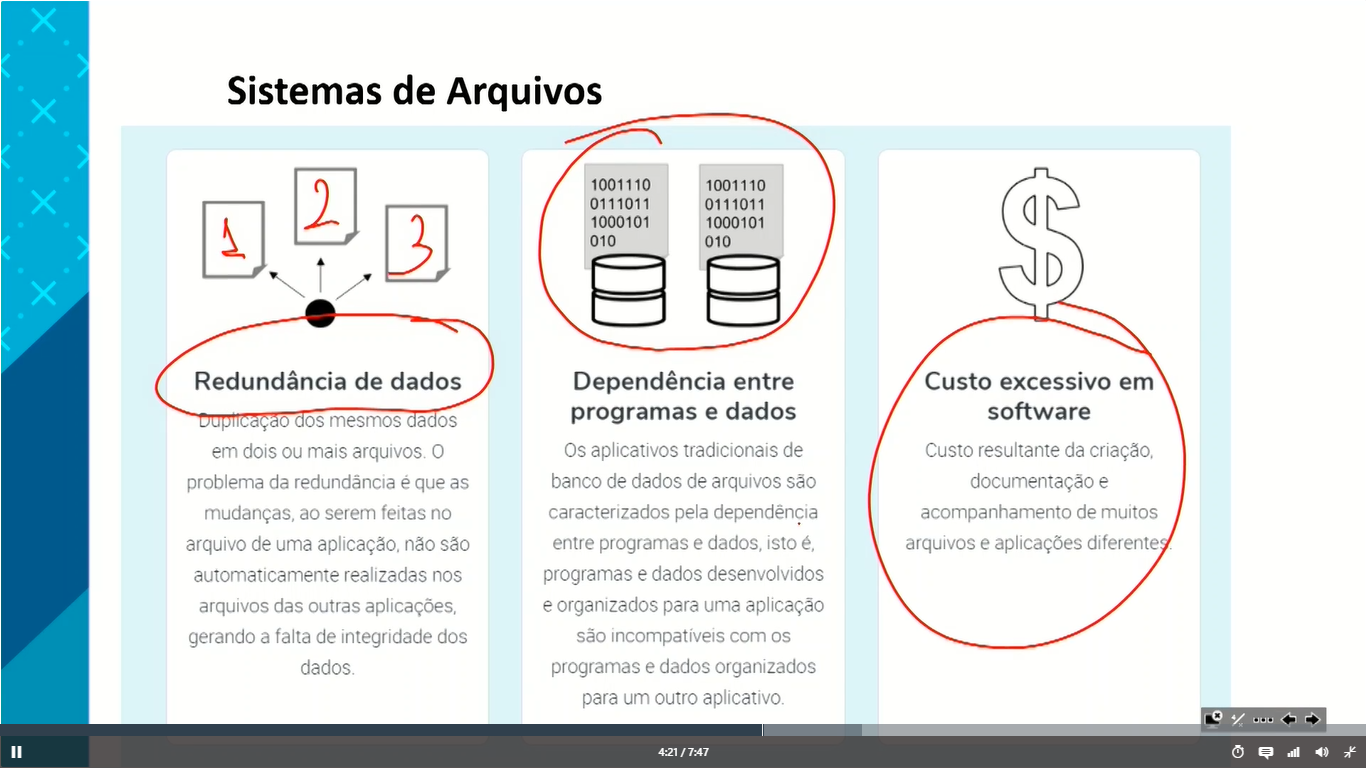 Sistemas de Arquivos
1
2
3
Redundância de dados
Duplicação dos mesmos dados
em dois ou mais arquivos. O
problema da redundância é que as
mudanças, ao serem feitas no
arquivo de uma aplicação, não são
automaticamente realizadas nos
arquivos das outras aplicações,
gerando a falta de integridade dos
dados.
1001110
0111011
1000101
010
1001110
0111011
1000101
010
Dependência entre
programas e dados
Os aplicativos tradicionais de
banco de dados de arquivos são
caracterizados pela dependência
entre programas e dados, isto é,
programas e dados desenvolvidos
e organizados para uma aplicação
são incompatíveis com os
programas e dados organizados
para um outro aplicativo.
$
Custo excessivo em
software
Custo resultante da criação,
documentação e
acompanhamento de muitos
arquivos e aplicações diferentes.
4:21 / 7:47